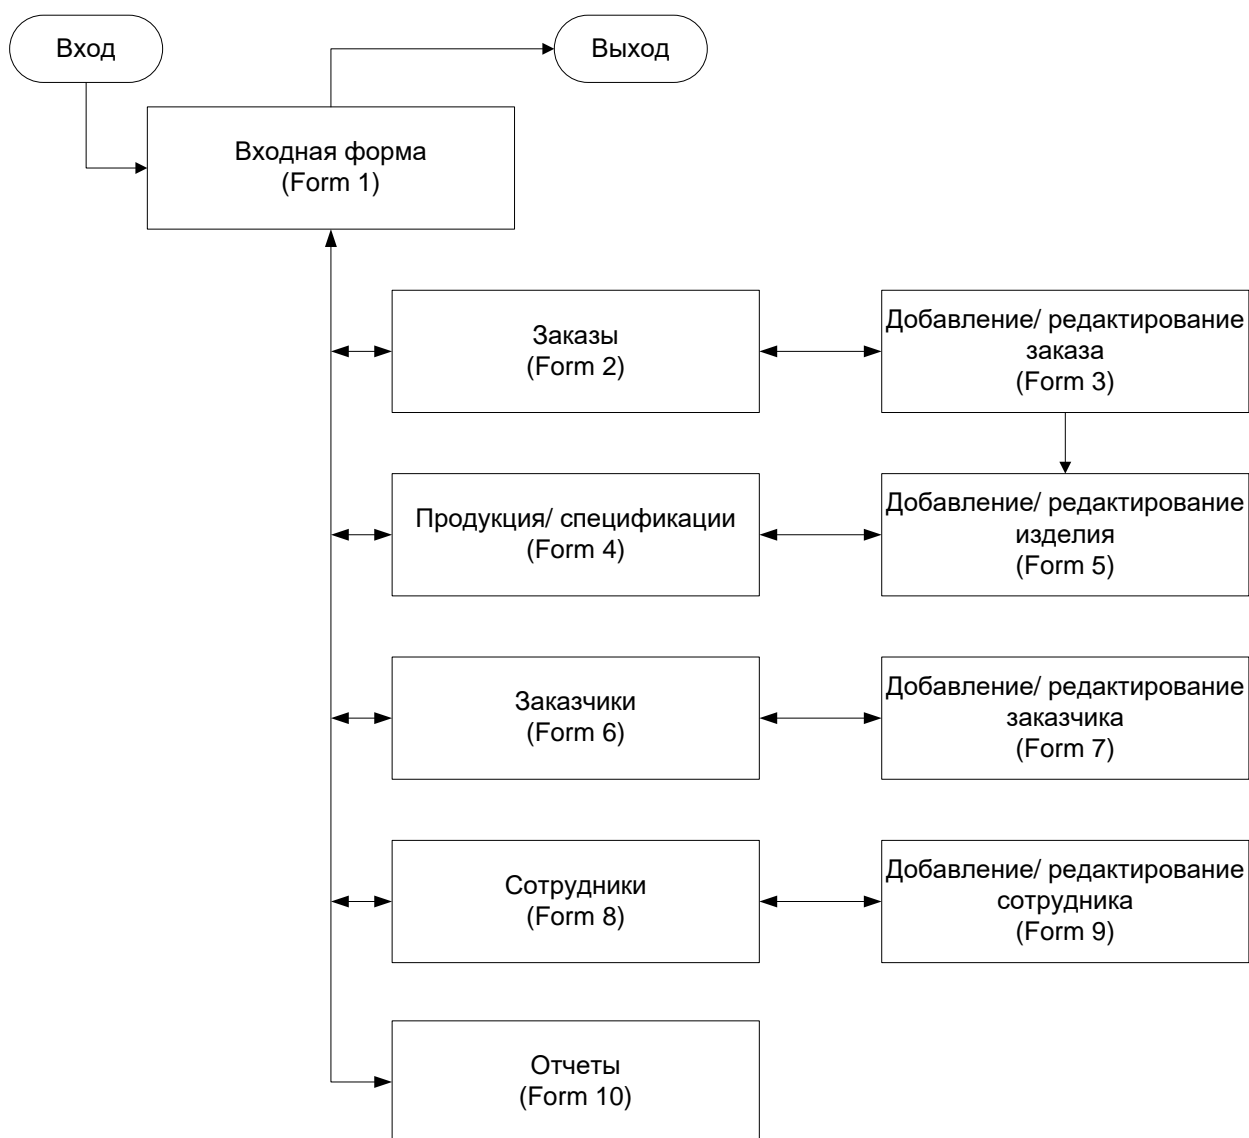 Вход
Выход
Входная форма
(Form 1)
Заказы
(Form 2)
Добавление/ редактирование
заказа
(Form 3)
Продукция/ спецификации
(Form 4)
Добавление/ редактирование
изделия
(Form 5)
Заказчики
(Form 6)
Добавление/ редактирование
заказчика
(Form 7)
Сотрудники
(Form 8)
Добавление/ редактирование
сотрудника
(Form 9)
Отчеты
(Form 10)